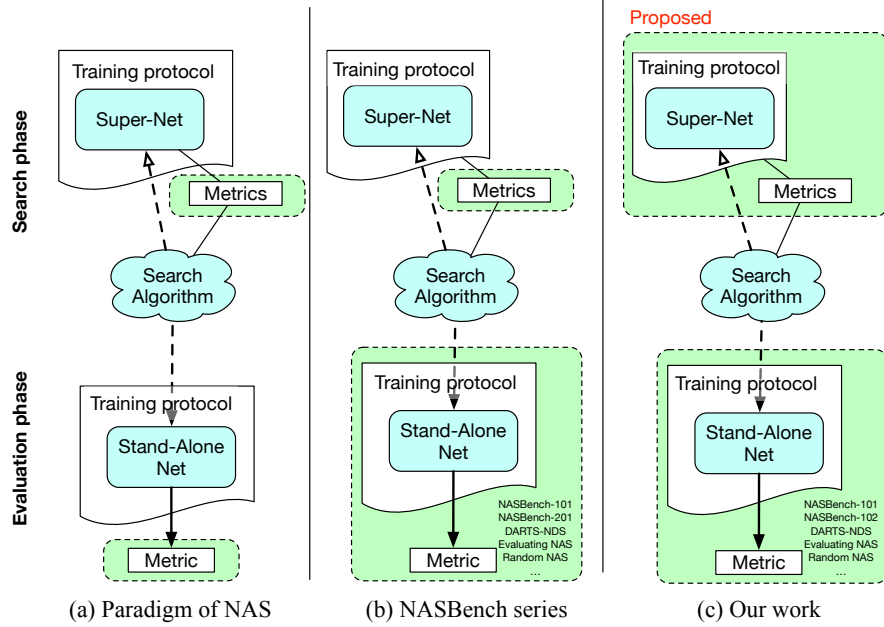 Search phase
Evaluation phase
Training protocol
Super-Net
Metrics
Search
Algorithm
Training protocol
Stand-Alone
Net
Metric
(a) Paradigm of NAS
Training protocol
Super-Net
Metrics
Search
Algorithm
Training protocol
Stand-Alone
Net
NASBench-101
NASBench-201
DARTS-NDS
Evaluating NAS
Random NAS
...
Metric
(b) NASBench series
Proposed
Training protocol
Super-Net
Metrics
Search
Algorithm
Training protocol
Stand-Alone
Net
NASBench-101
NASBench-102
DARTS-NDS
Evaluating NAS
Random NAS
...
Metric
(c) Our work